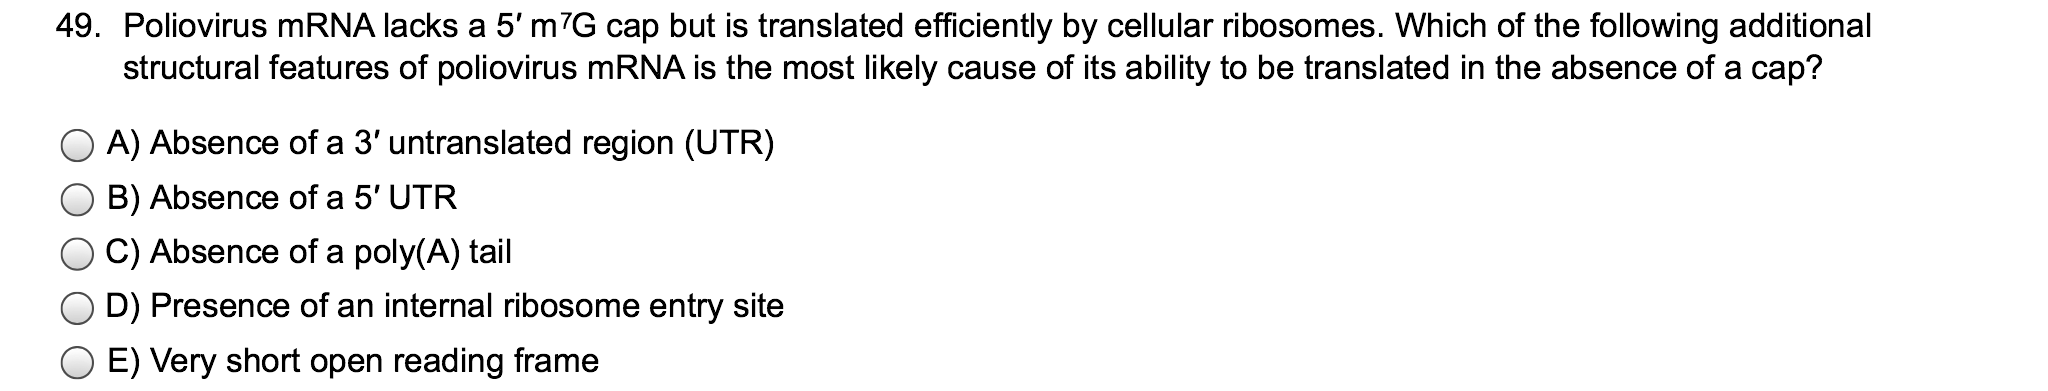 49. Poliovirus mRNA lacks a 5′ m⁷G cap but is translated efficiently by cellular ribosomes. Which of the following additional
structural features of poliovirus mRNA is the most likely cause of its ability to be translated in the absence of a cap?
A) Absence of a 3′ untranslated region (UTR)
B) Absence of a 5′ UTR
C) Absence of a poly(A) tail
D) Presence of an internal ribosome entry site
E) Very short open reading frame